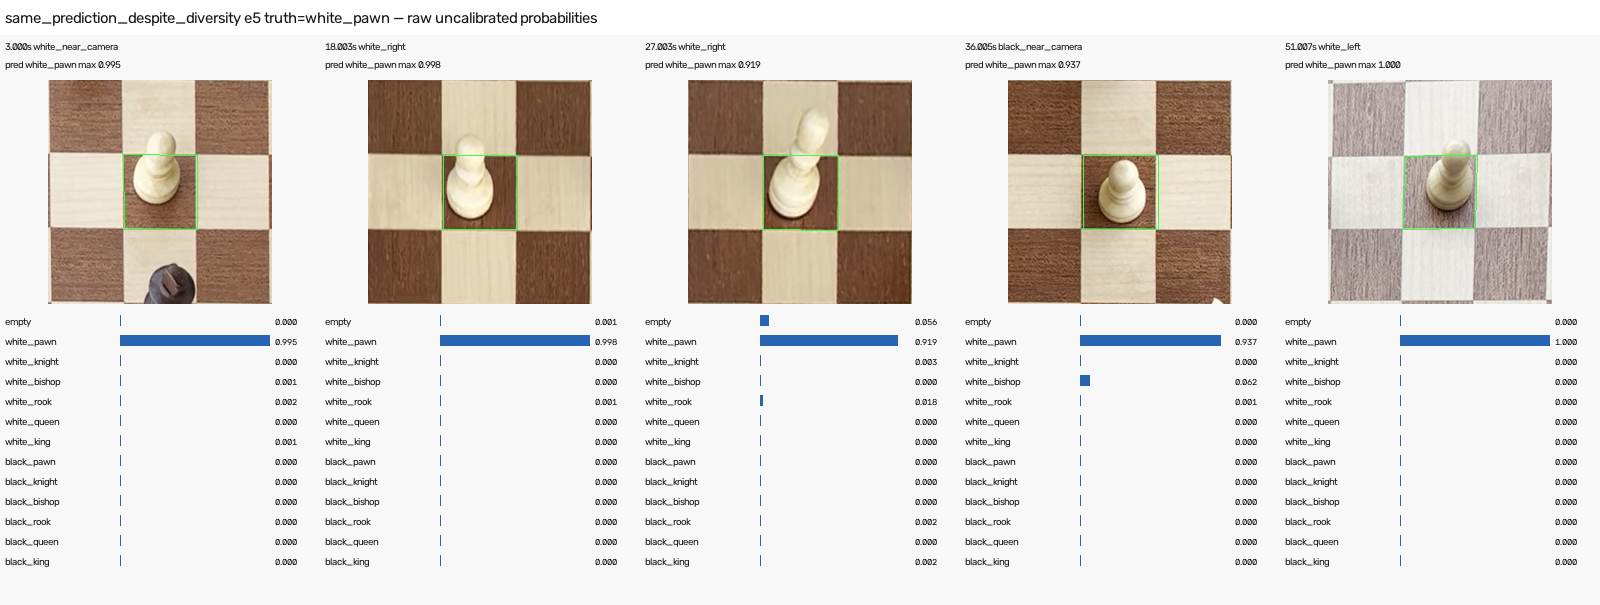 same_prediction_despite_diversity e5 truth=white_pawn — raw uncalibrated probabilities
3.000s white_near_camera
pred white_pawn max 0.995
empty 0.000
white_pawn 0.995
white_knight 0.000
white_bishop 0.001
white_rook 0.002
white_queen 0.000
white_king 0.001
black_pawn 0.000
black_knight 0.000
black_bishop 0.000
black_rook 0.000
black_queen 0.000
black_king 0.000
18.003s white_right
pred white_pawn max 0.998
empty 0.001
white_pawn 0.998
white_knight 0.000
white_bishop 0.000
white_rook 0.001
white_queen 0.000
white_king 0.000
black_pawn 0.000
black_knight 0.000
black_bishop 0.000
black_rook 0.000
black_queen 0.000
black_king 0.000
27.003s white_right
pred white_pawn max 0.919
empty 0.056
white_pawn 0.919
white_knight 0.003
white_bishop 0.000
white_rook 0.018
white_queen 0.000
white_king 0.000
black_pawn 0.000
black_knight 0.000
black_bishop 0.000
black_rook 0.002
black_queen 0.000
black_king 0.002
36.005s black_near_camera
pred white_pawn max 0.937
empty 0.000
white_pawn 0.937
white_knight 0.000
white_bishop 0.062
white_rook 0.001
white_queen 0.000
white_king 0.000
black_pawn 0.000
black_knight 0.000
black_bishop 0.000
black_rook 0.000
black_queen 0.000
black_king 0.000
51.007s white_left
pred white_pawn max 1.000
empty 0.000
white_pawn 1.000
white_knight 0.000
white_bishop 0.000
white_rook 0.000
white_queen 0.000
white_king 0.000
black_pawn 0.000
black_knight 0.000
black_bishop 0.000
black_rook 0.000
black_queen 0.000
black_king 0.000